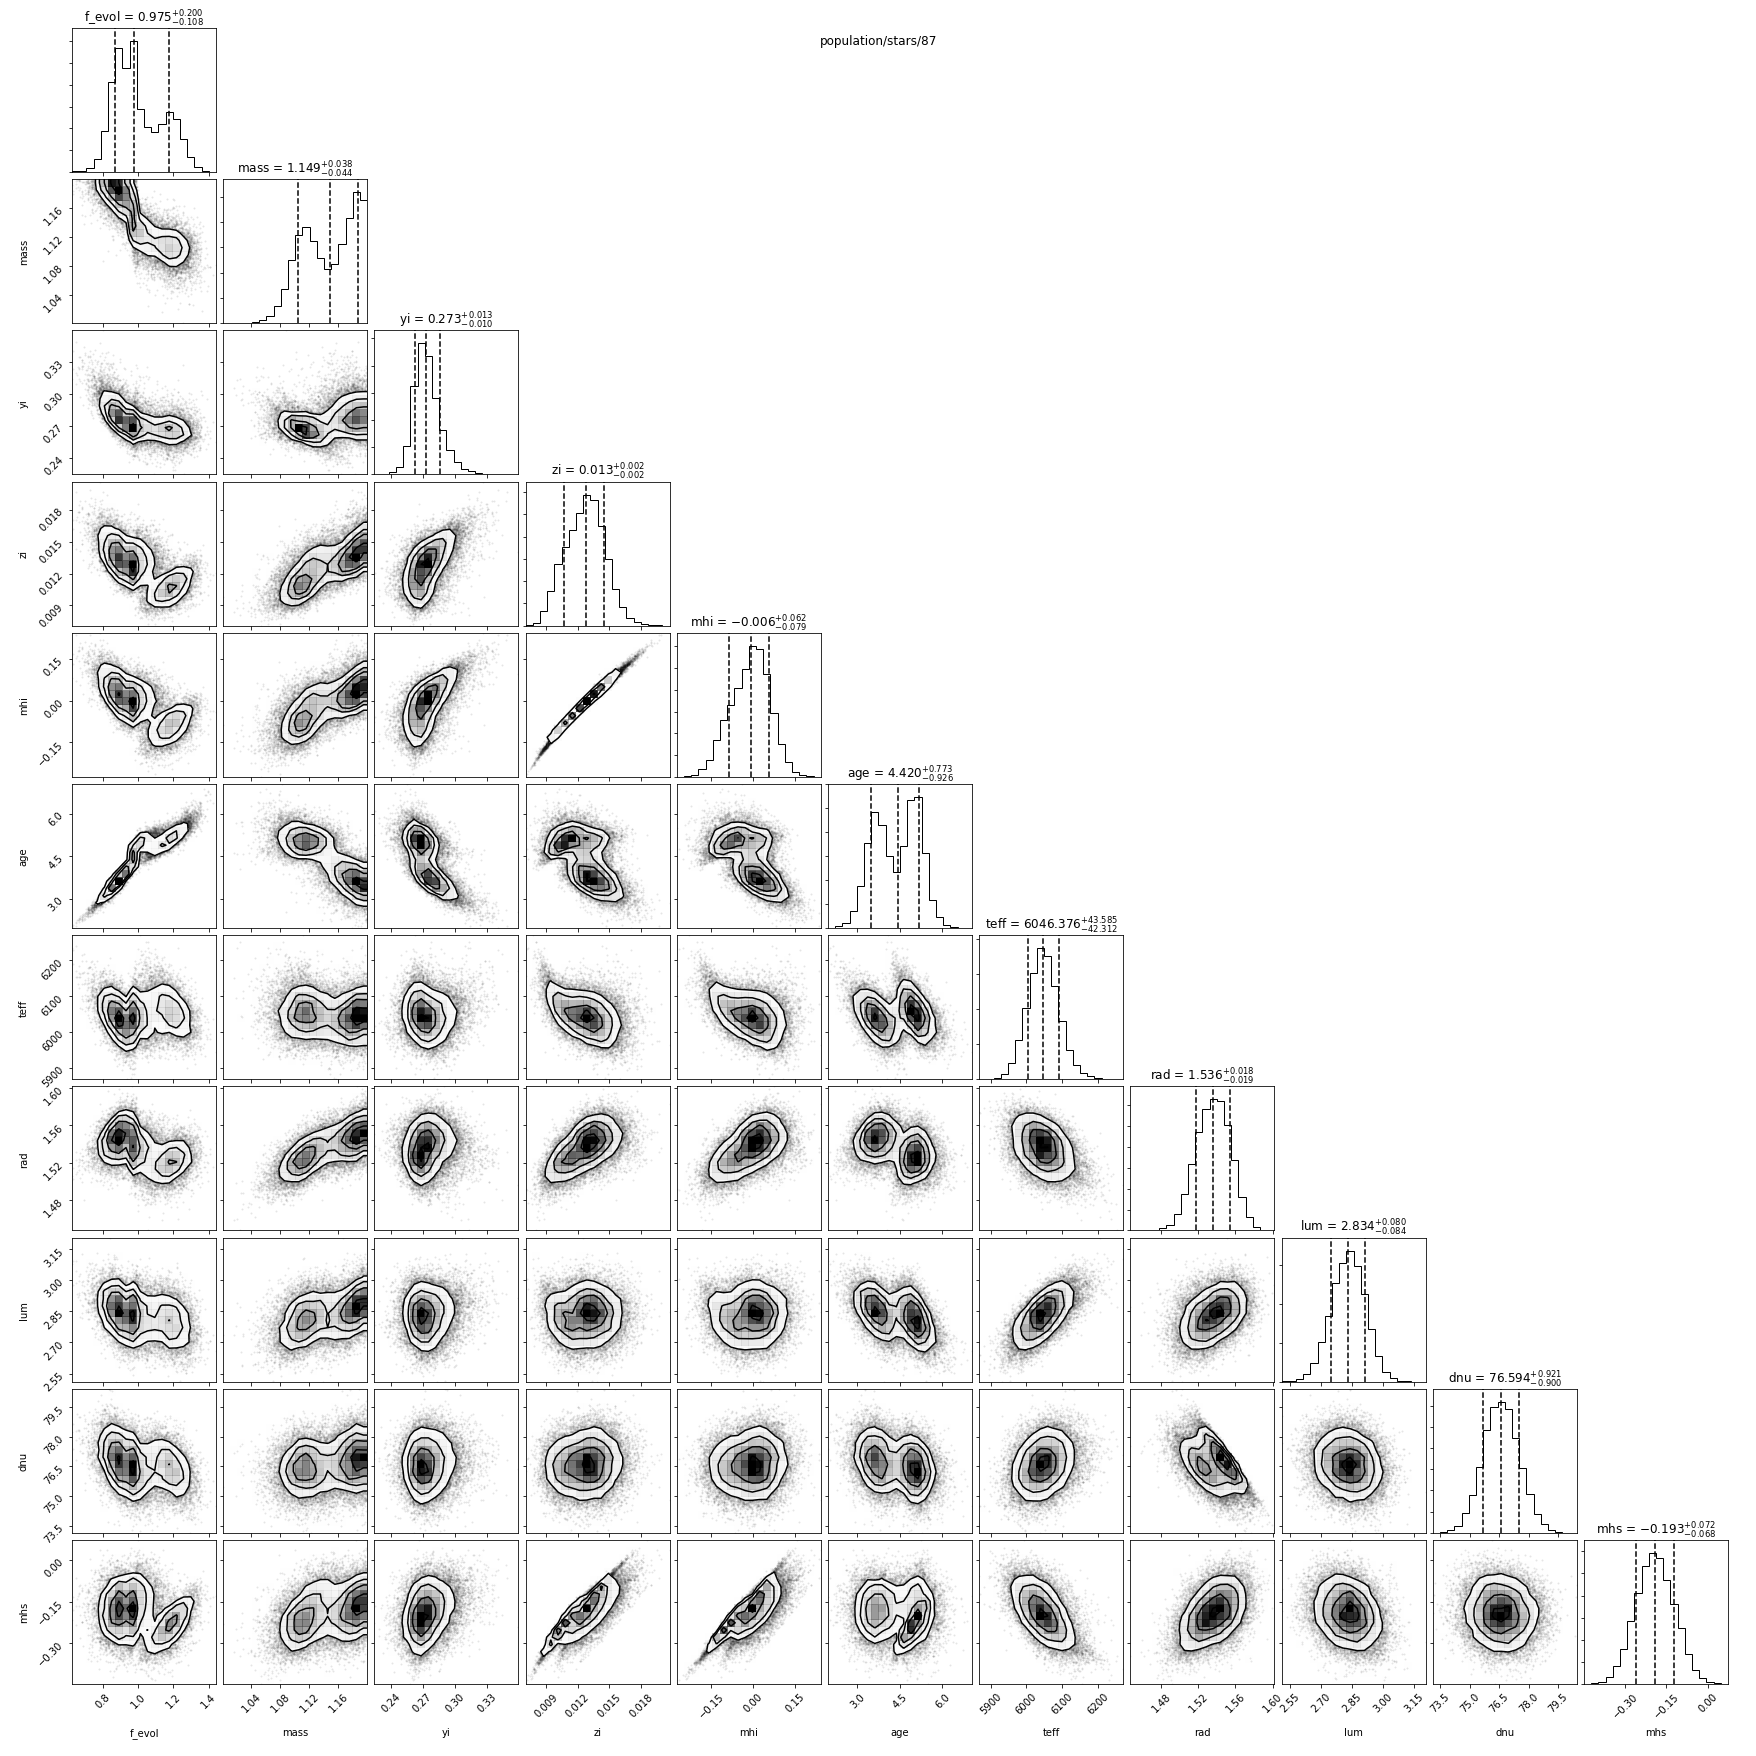 population/stars/87
f_evol = 0.975+0.200−0.108
mass = 1.149+0.038−0.044
mass
1.16
1.12
1.08
1.04
yi = 0.273+0.013−0.010
yi
0.33
0.30
0.27
0.24
zi = 0.013+0.002−0.002
zi
0.018
0.015
0.012
0.009
mhi = −0.006+0.062−0.079
mhi
0.15
0.00
−0.15
age = 4.420+0.773−0.926
age
6.0
4.5
3.0
teff = 6046.376+43.585−42.312
teff
6200
6100
6000
5900
rad = 1.536+0.018−0.019
rad
1.60
1.56
1.52
1.48
lum = 2.834+0.080−0.084
lum
3.15
3.00
2.85
2.70
2.55
dnu = 76.594+0.921−0.900
dnu
79.5
78.0
76.5
75.0
73.5
mhs = −0.193+0.072−0.068
mhs
0.00
−0.15
−0.30
0.8 1.0 1.2 1.4 1.04 1.08 1.12 1.16 0.24 0.27 0.30 0.33 0.009 0.012 0.015 0.018 −0.15 0.00 0.15 3.0 4.5 6.0 5900 6000 6100 6200 1.48 1.52 1.56 1.60 2.55 2.70 2.85 3.00 3.15 73.5 75.0 76.5 78.0 79.5 −0.30 −0.15 0.00
f_evol mass yi zi mhi age teff rad lum dnu mhs